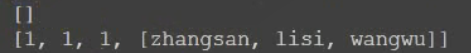 []
[1, 1, 1, [zhangsan, lisi, wangwu]]